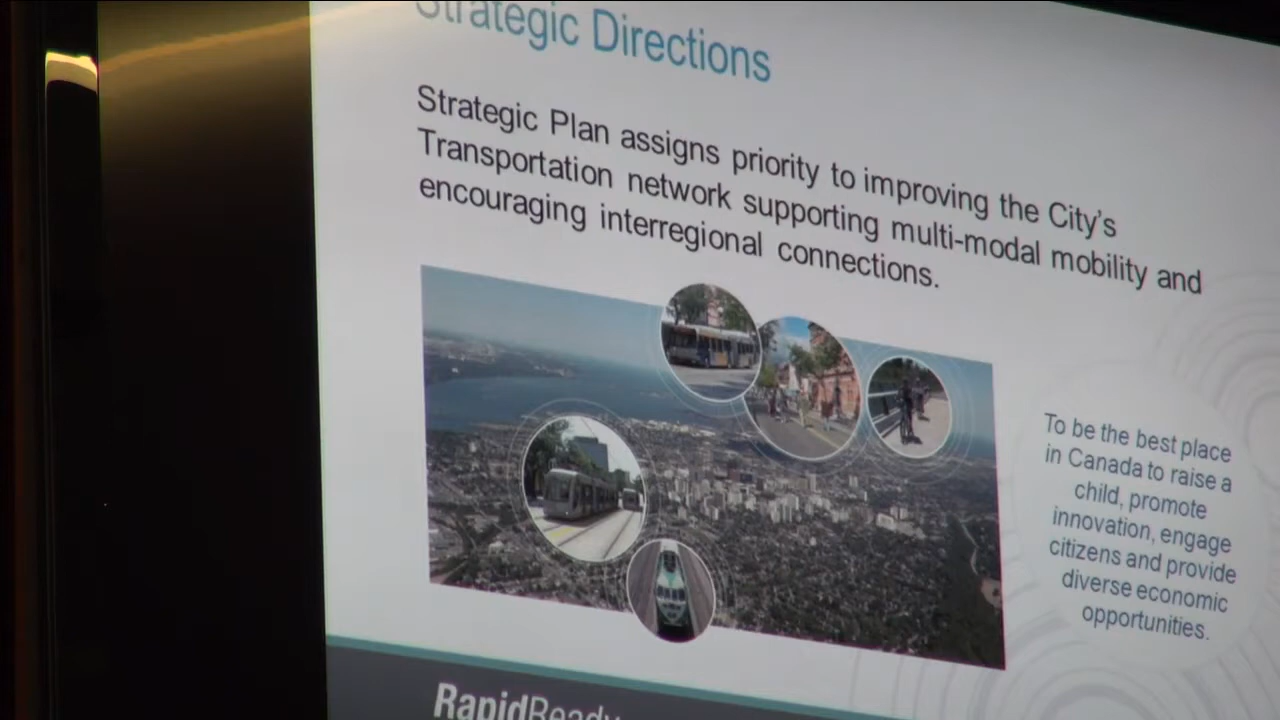 Strategic Directions
Strategic Plan assigns priority to improving the City's
Transportation network supporting multi-modal mobility and
encouraging interregional connections.
To be the best place
in Canada to raise a
child, promote
innovation, engage
citizens and provide
diverse economic
opportunities.
RapidReady